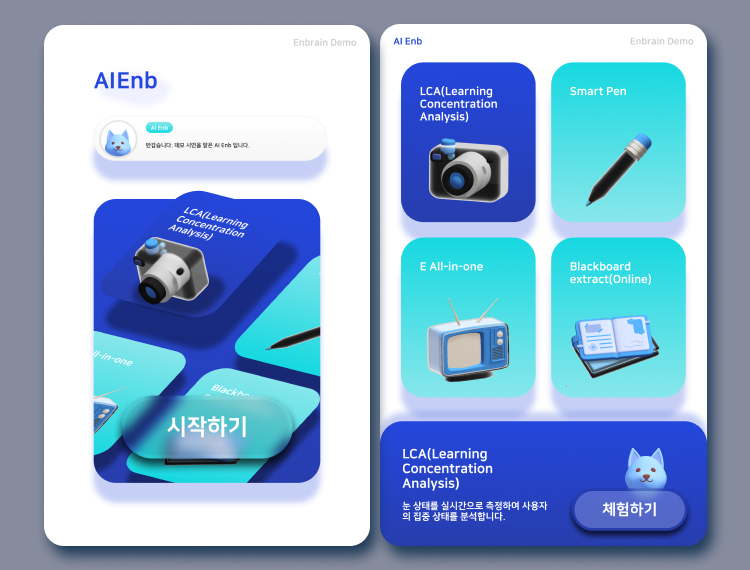 Enbrain Demo
AIEnb
AI Enb
반갑습니다. 데모 시연을 맡은 AI Enb 입니다.
LCA(Learning
Concentration
Analysis)
ll-in-one
Blackbo
시작하기
AI Enb
Enbrain Demo
LCA(Learning
Concentration
Analysis)
Smart Pen
E All-in-one
Blackboard
extract(Online)
LCA(Learning
Concentration
Analysis)
눈 상태를 실시간으로 측정하여 사용자
의 집중 상태를 분석합니다.
체험하기